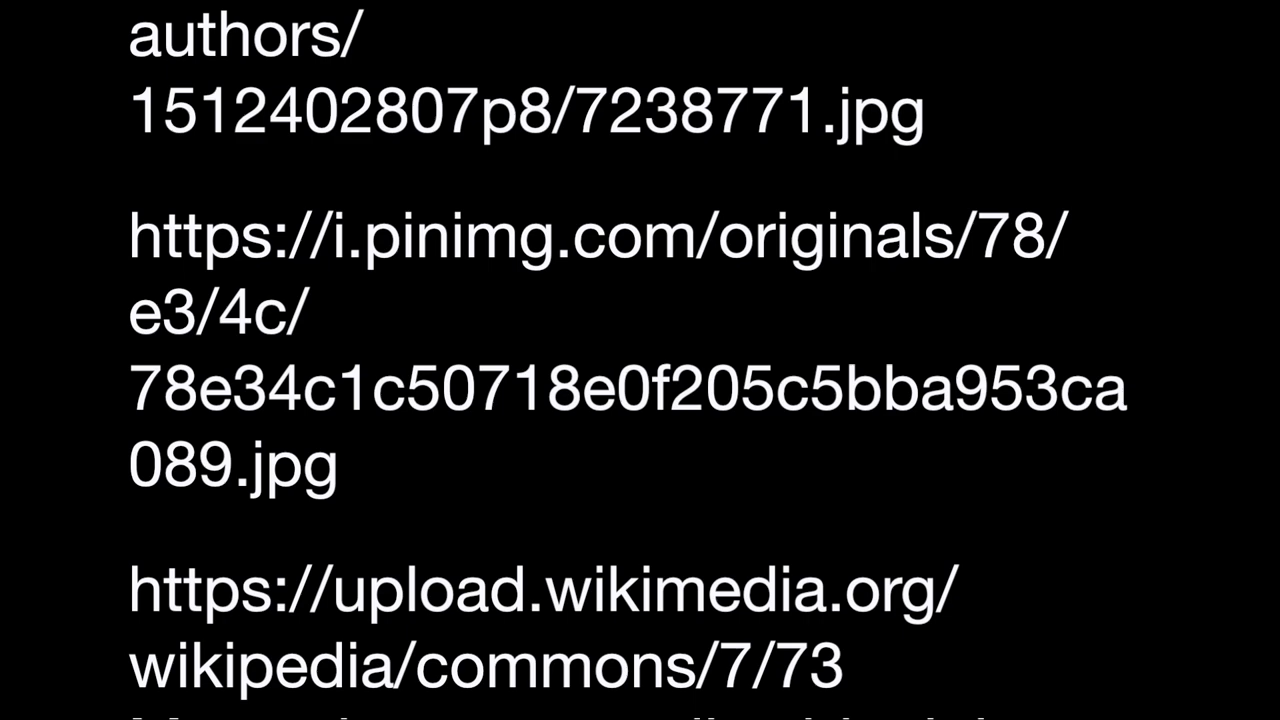 authors/
1512402807p8/7238771.jpg
https://i.pinimg.com/originals/78/
e3/4c/
78e34c1c50718e0f205c5bba953ca
089.jpg
https://upload.wikimedia.org/
wikipedia/commons/7/73